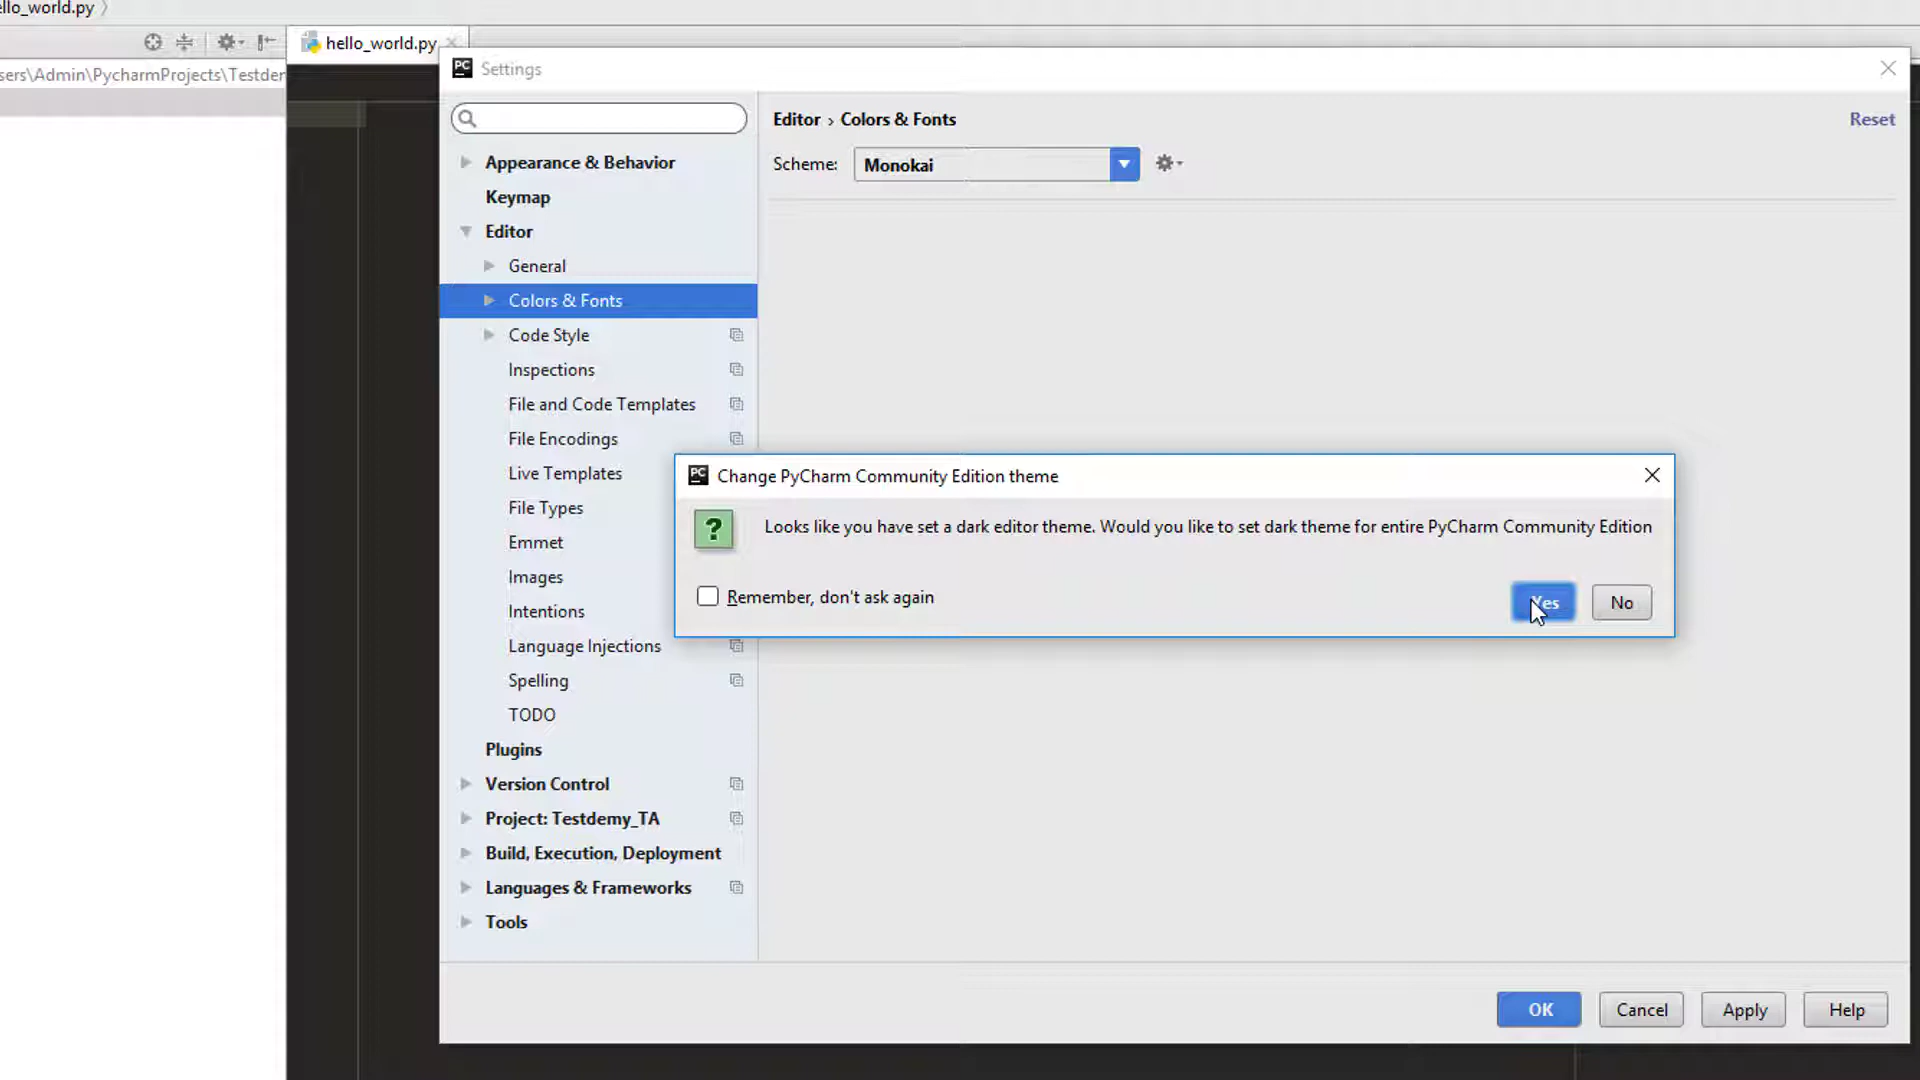 ello_world.py
hello_world.py
sers\Admin\PycharmProjects\Testder
PC Settings
Editor › Colors & Fonts
Reset
Scheme: Monokai
Appearance & Behavior
Keymap
Editor
General
Colors & Fonts
Code Style
Inspections
File and Code Templates
File Encodings
Live Templates
File Types
Emmet
Images
Intentions
Language Injections
Spelling
TODO
Plugins
Version Control
Project: Testdemy_TA
Build, Execution, Deployment
Languages & Frameworks
Tools
PC Change PyCharm Community Edition theme
? Looks like you have set a dark editor theme. Would you like to set dark theme for entire PyCharm Community Edition
Remember, don't ask again
Yes No
OK Cancel Apply Help